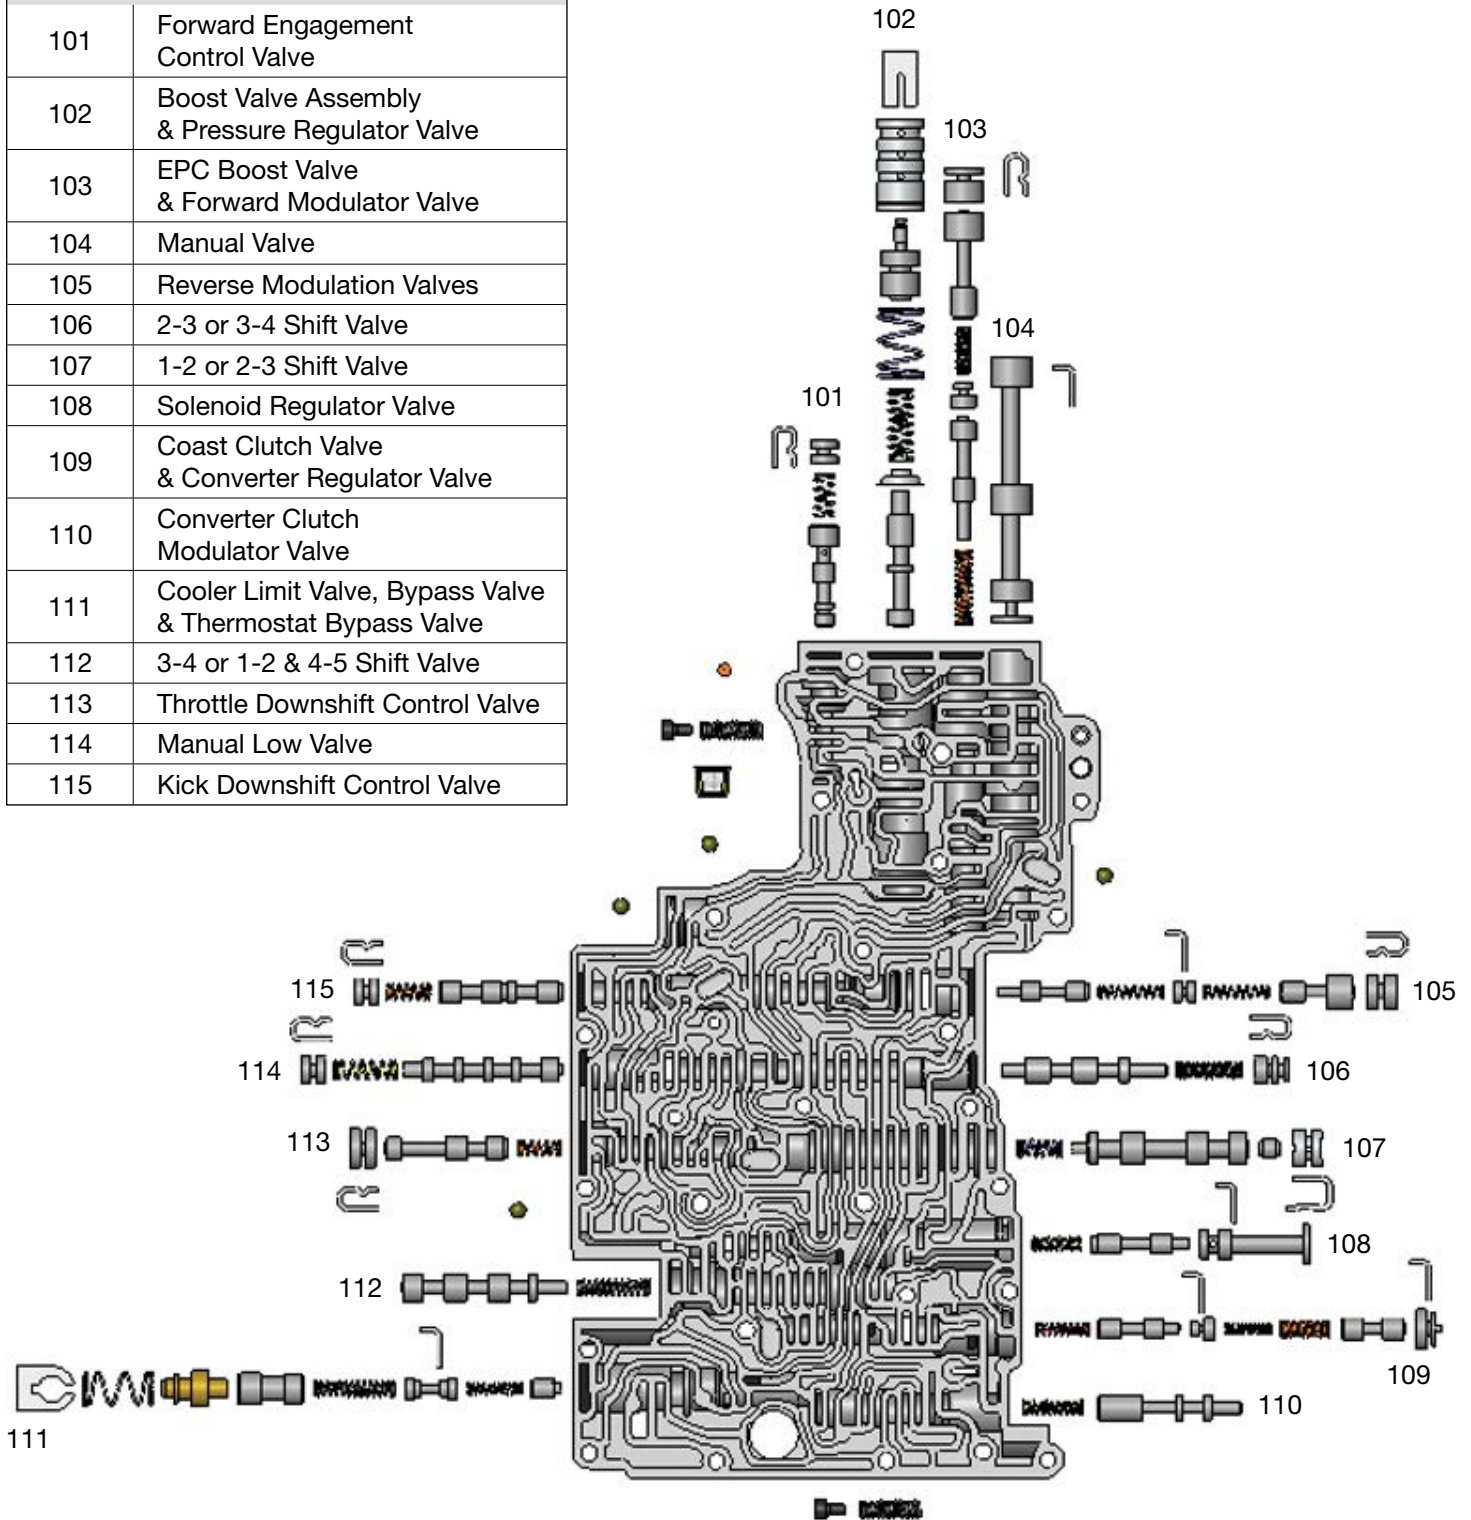 101 Forward Engagement
Control Valve
102 Boost Valve Assembly
& Pressure Regulator Valve
103 EPC Boost Valve
& Forward Modulator Valve
104 Manual Valve
105 Reverse Modulation Valves
106 2-3 or 3-4 Shift Valve
107 1-2 or 2-3 Shift Valve
108 Solenoid Regulator Valve
109 Coast Clutch Valve
& Converter Regulator Valve
110 Converter Clutch
Modulator Valve
111 Cooler Limit Valve, Bypass Valve
& Thermostat Bypass Valve
112 3-4 or 1-2 & 4-5 Shift Valve
113 Throttle Downshift Control Valve
114 Manual Low Valve
115 Kick Downshift Control Valve
102
103
104
101
115
105
114
106
113
107
108
112
109
110
111